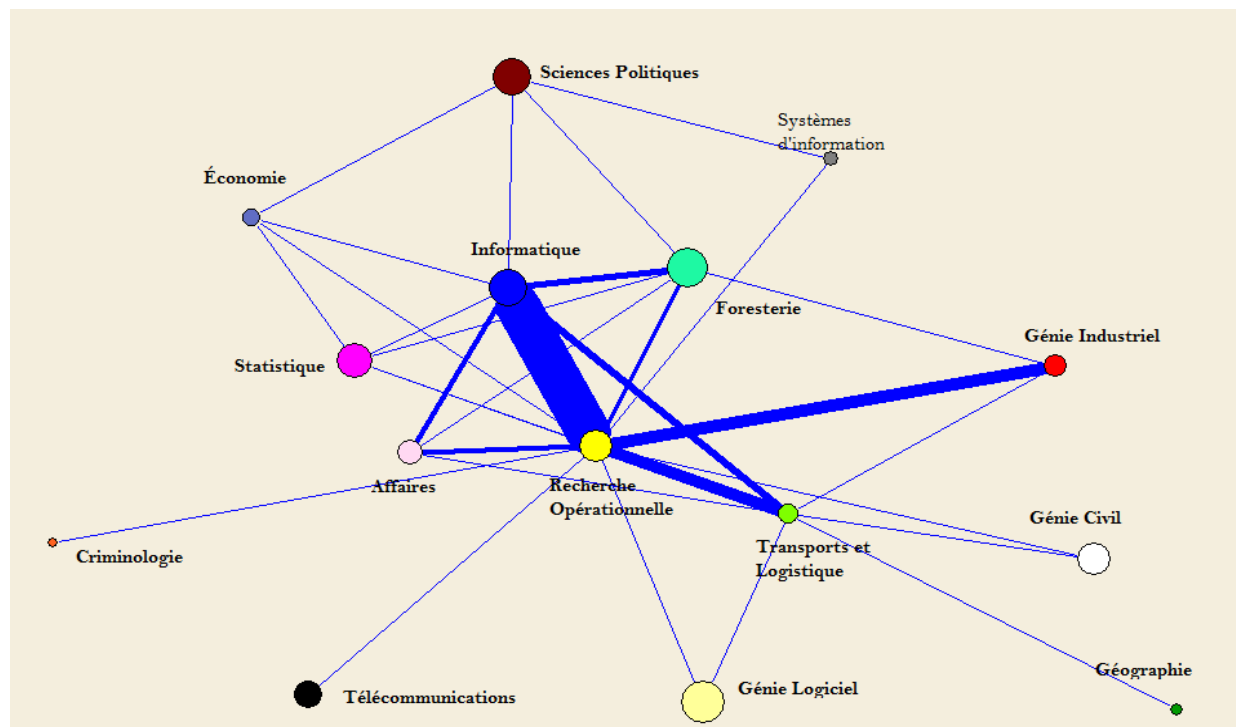 Sciences Politiques
Systèmes
d'information
Économie
Informatique
Foresterie
Génie Industriel
Statistique
Affaires
Recherche
Opérationnelle
Génie Civil
Transports et
Logistique
Criminologie
Géographie
Génie Logiciel
Télécommunications